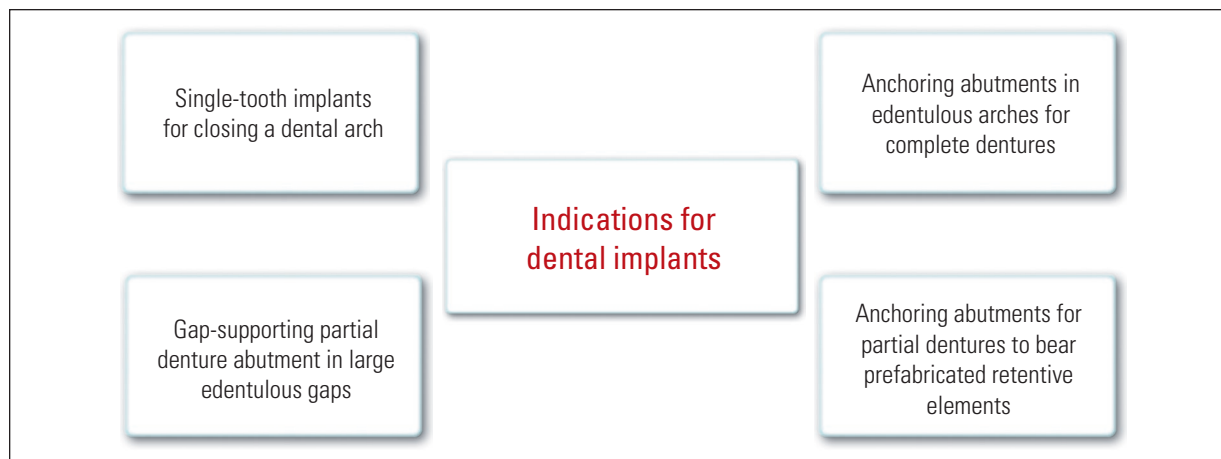 Single-tooth implants
for closing a dental arch
Anchoring abutments in
edentulous arches for
complete dentures
Indications for
dental implants
Gap-supporting partial
denture abutment in large
edentulous gaps
Anchoring abutments for
partial dentures to bear
prefabricated retentive
elements